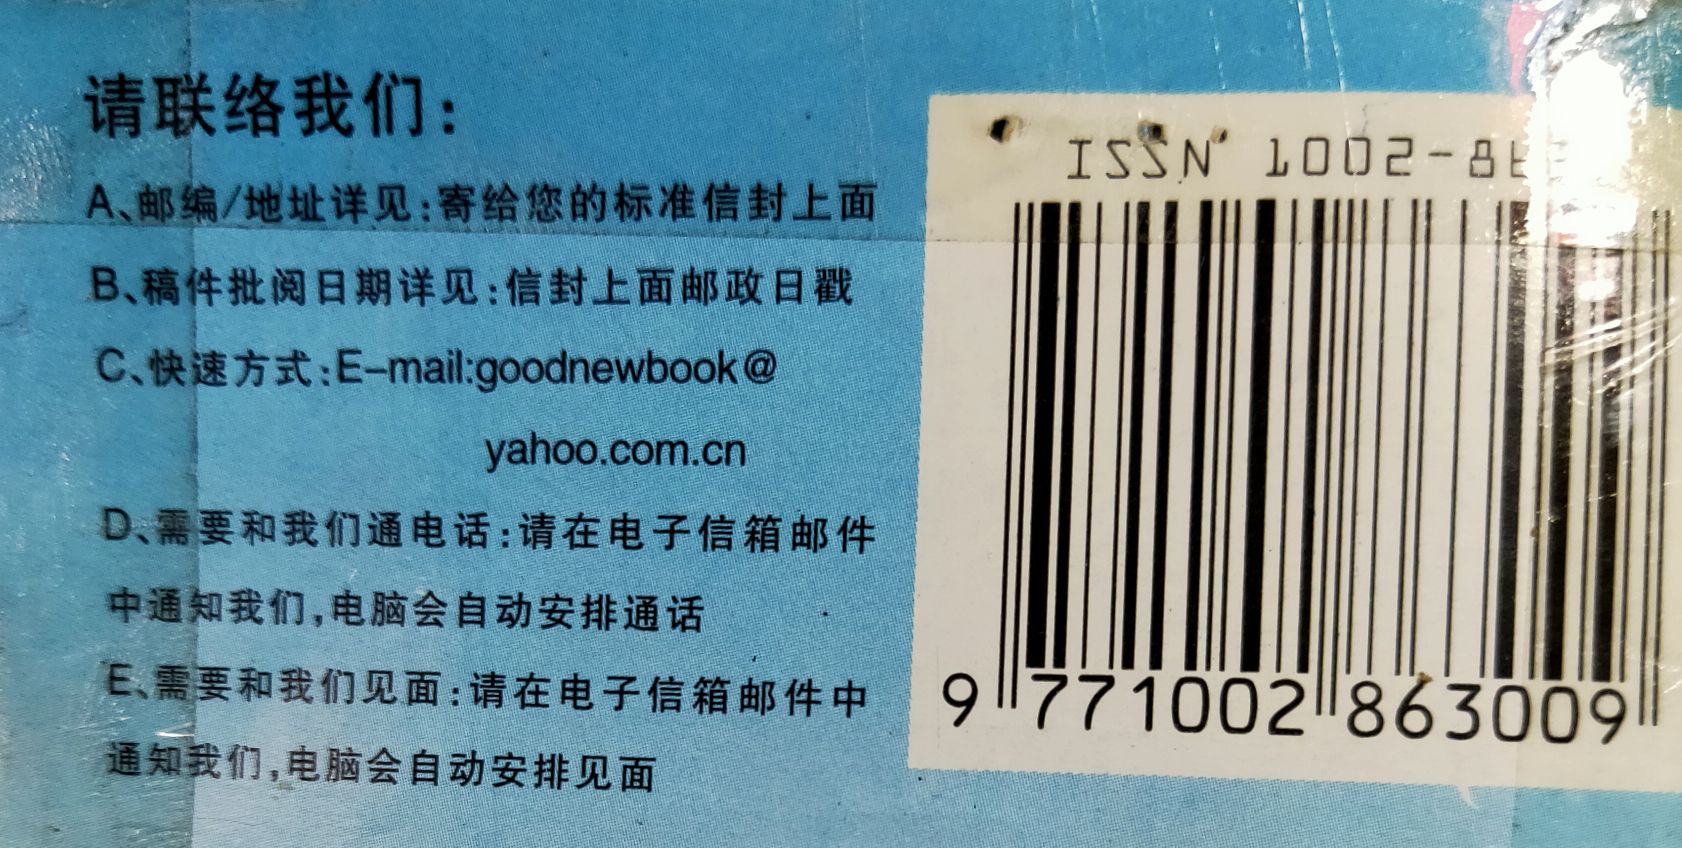 请联络我们:
A、邮编/地址详见:寄给您的标准信封上面
B、稿件批阅日期详见:信封上面邮政日戳
C、快速方式:E-mail:goodnewbook@
yahoo.com.cn
D、需要和我们通电话:请在电子信箱邮件
中通知我们,电脑会自动安排通话
E、需要和我们见面:请在电子信箱邮件中
通知我们,电脑会自动安排见面
ISSN 1002-86
9 771002 863009